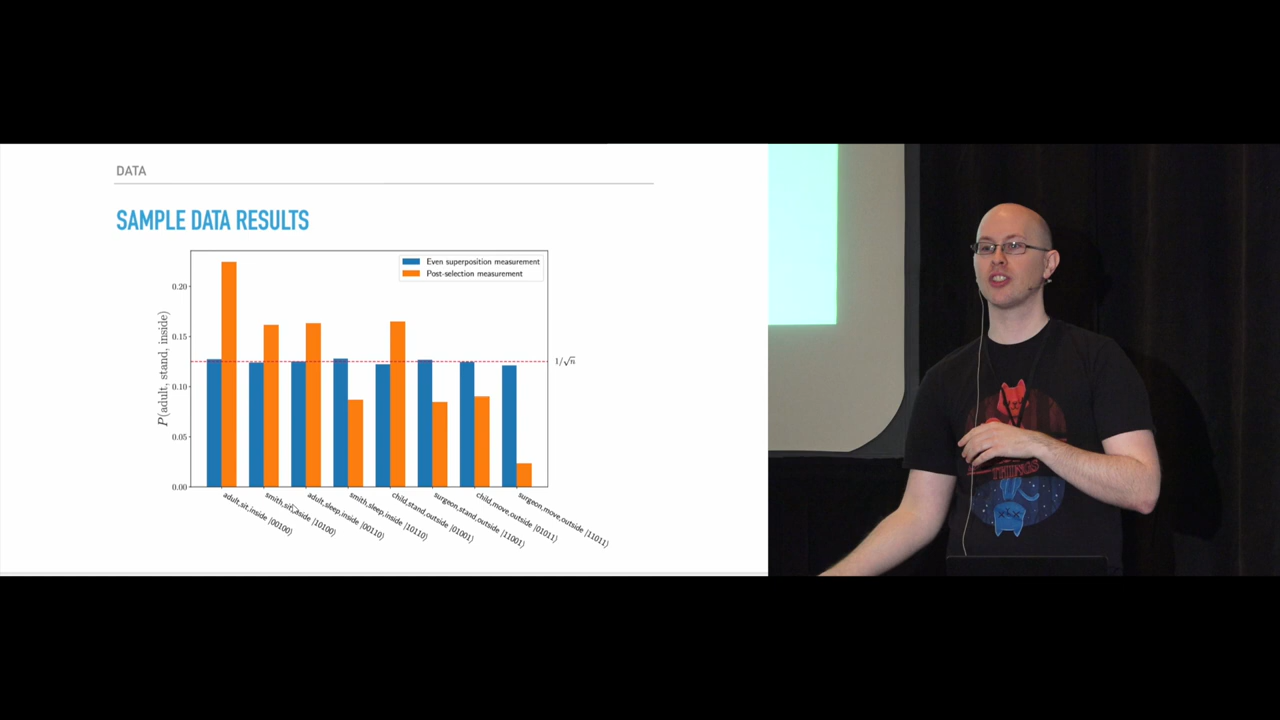 DATA
SAMPLE DATA RESULTS
Even superposition measurement
Post-selection measurement
P(adult, stand, inside)
0.20
0.15
0.10
0.05
0.00
1/√n
adult,sit,inside |00100⟩
smith,sit,inside |10100⟩
adult,sleep,inside |00110⟩
smith,sleep,inside |10110⟩
child,stand,outside |01001⟩
surgeon,stand,outside |11001⟩
child,move,outside |01011⟩
surgeon,move,outside |11011⟩
THINGS